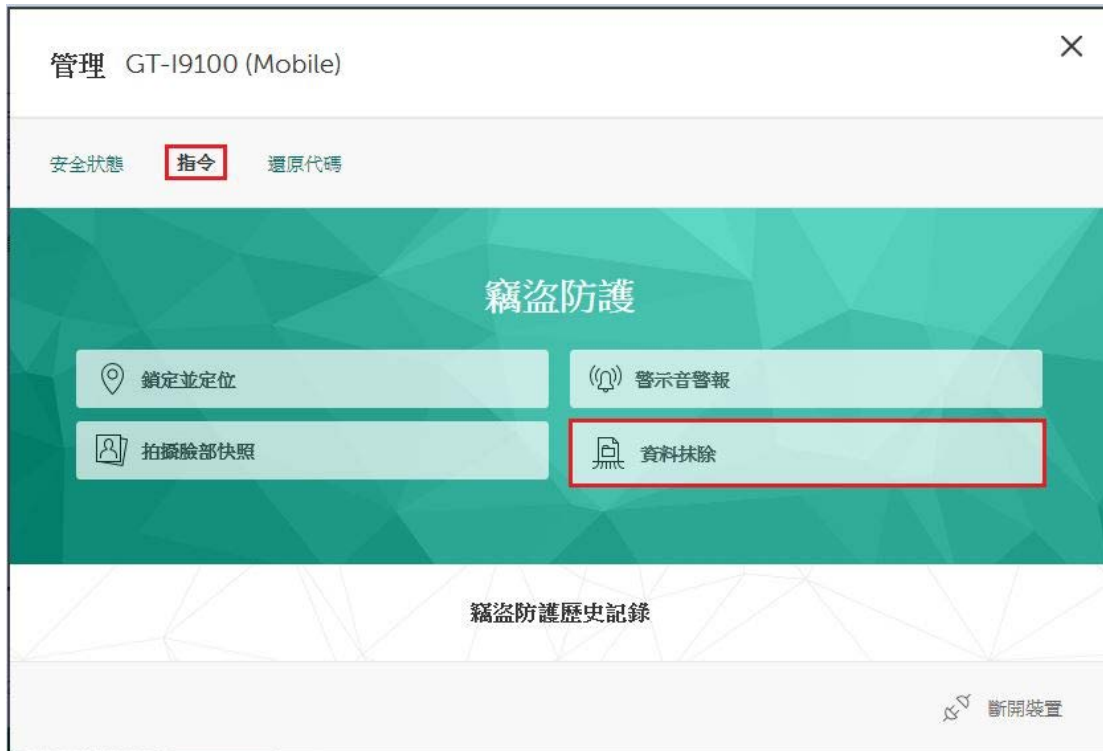 管理 GT-I9100 (Mobile)
安全狀態 指令 還原代碼
竊盜防護
鎖定並定位 警示音警報
拍攝臉部快照 資料抹除
竊盜防護歷史記錄
斷開裝置